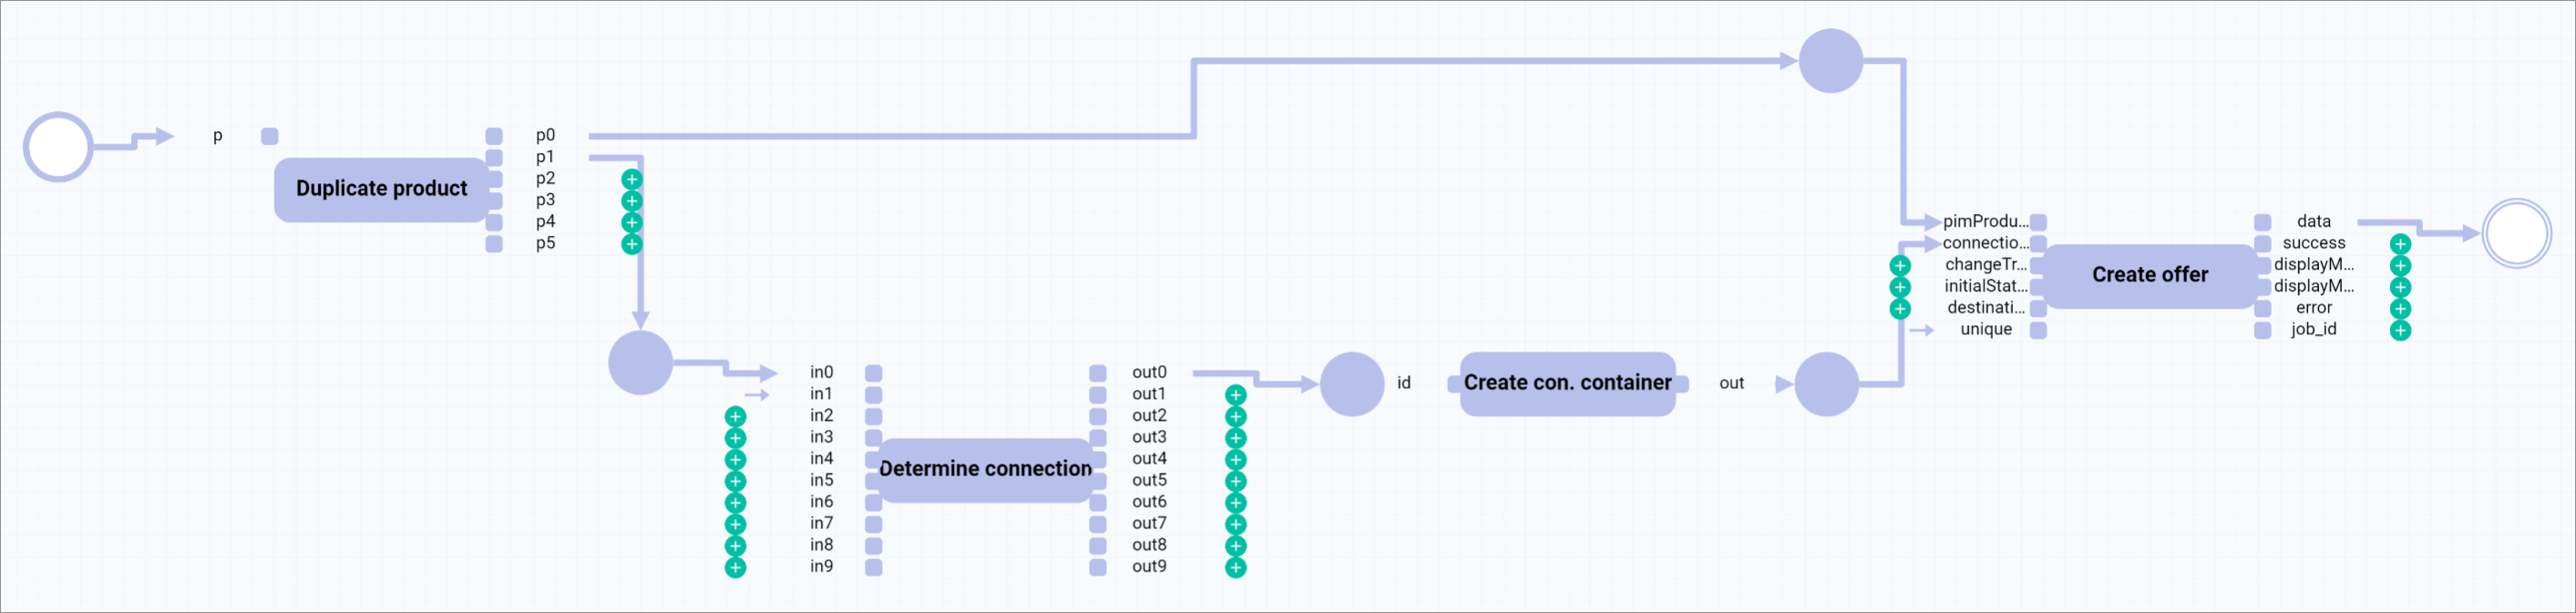 p
Duplicate product
p0
p1
p2
p3
p4
p5
in0
in1
in2
in3
in4
in5
in6
in7
in8
in9
Determine connection
out0
out1
out2
out3
out4
out5
out6
out7
out8
out9
id
Create con. container
out
pimProdu...
connectio...
changeTr...
initialStat...
destinati...
unique
Create offer
data
success
displayM...
displayM...
error
job_id